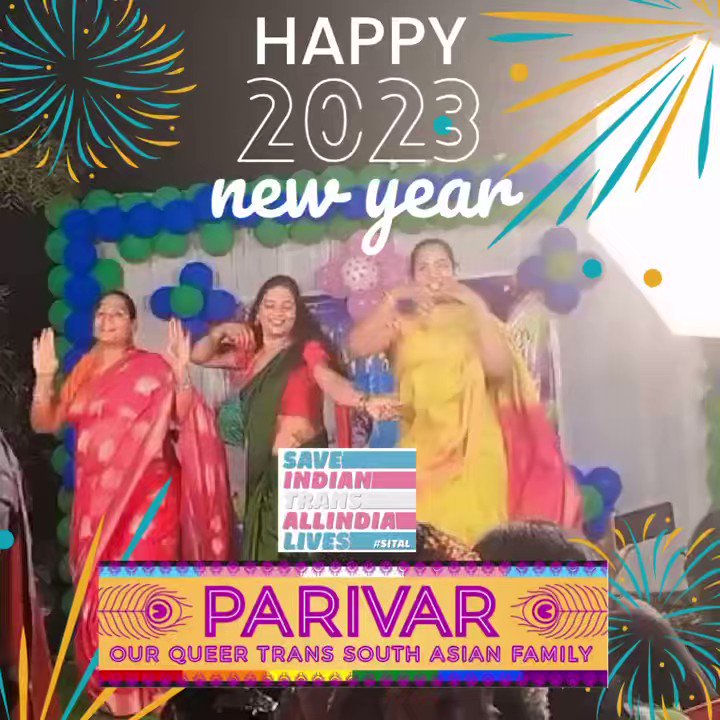 HAPPY
2023
new year
SAVE
INDIAN
TRANS
ALLINDIA
LIVES #SITAL
PARIVAR
OUR QUEER TRANS SOUTH ASIAN FAMILY